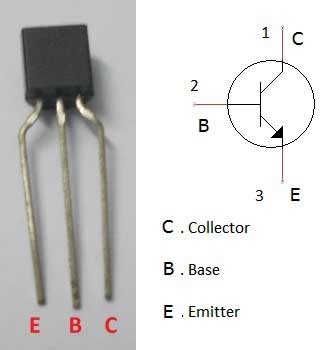 1
C
2
B
3
E
C . Collector
B . Base
E . Emitter
E B C